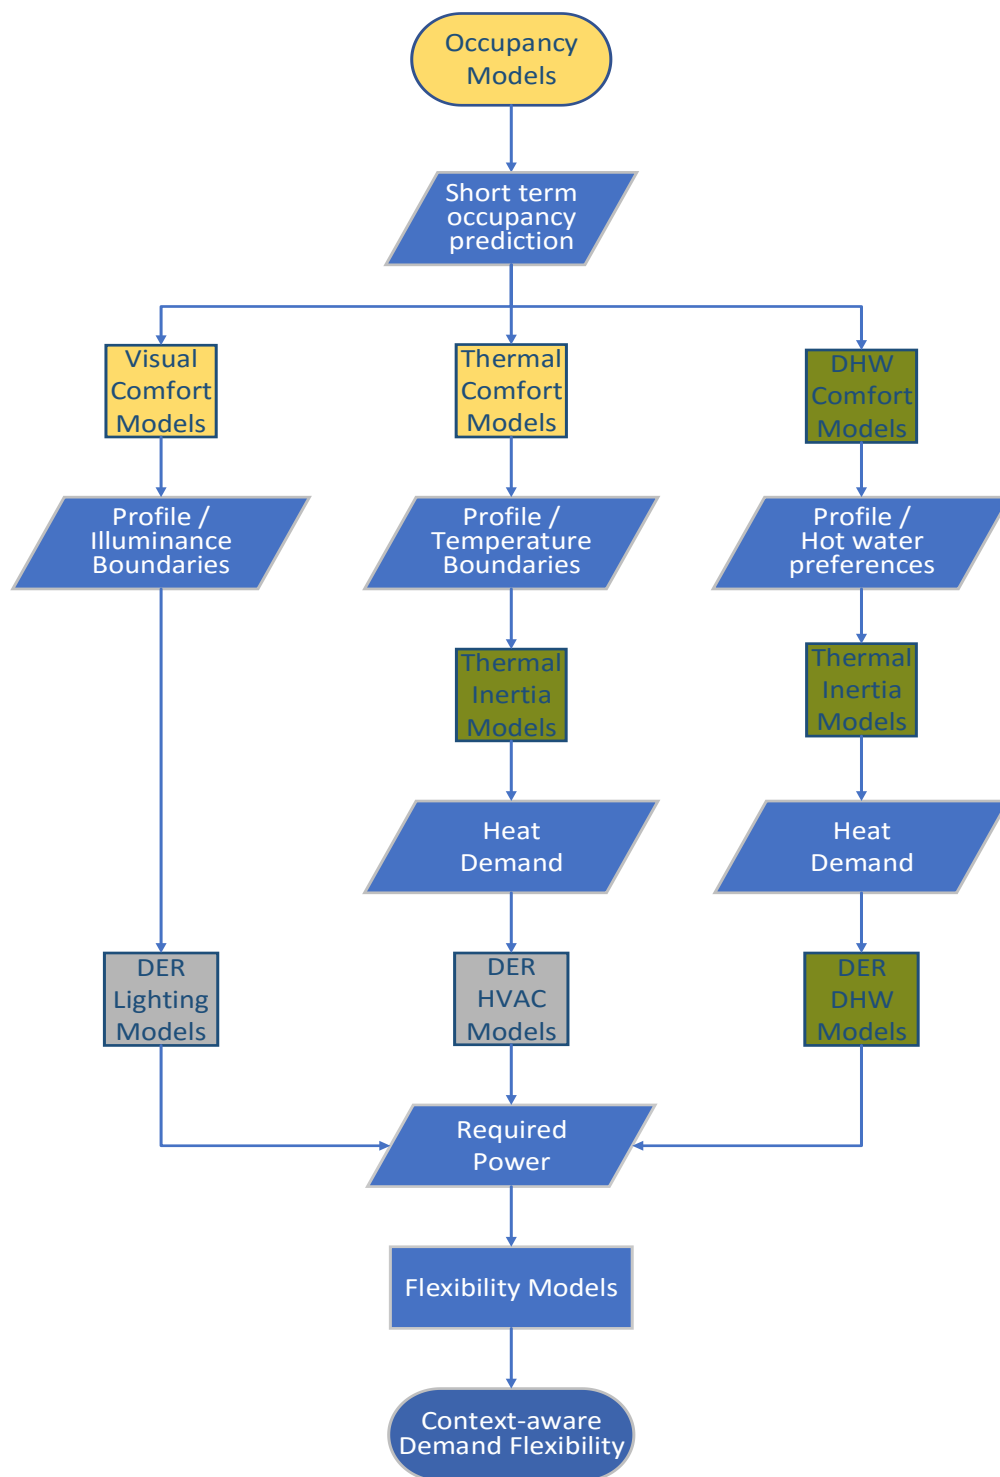 Occupancy
Models
Short term
occupancy
prediction
Visual
Comfort
Models
Thermal
Comfort
Models
DHW
Comfort
Models
Profile /
Illuminance
Boundaries
Profile /
Temperature
Boundaries
Profile /
Hot water
preferences
Thermal
Inertia
Models
Thermal
Inertia
Models
Heat
Demand
Heat
Demand
DER
Lighting
Models
DER
HVAC
Models
DER
DHW
Models
Required
Power
Flexibility Models
Context-aware
Demand Flexibility